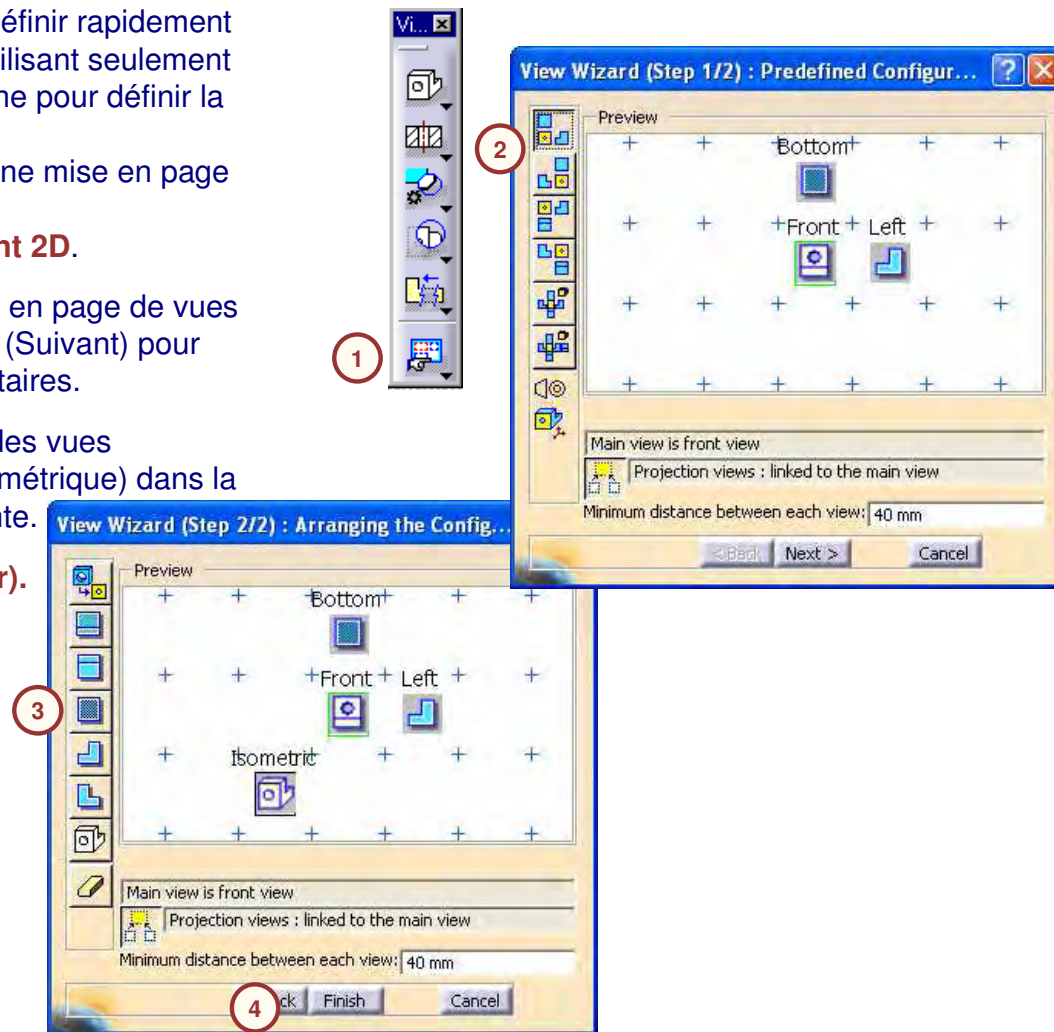 éfinir rapidement
ilisant seulement
ne pour définir la
ne mise en page
nt 2D.
en page de vues
(Suivant) pour
taires.
les vues
métrique) dans la
nte.
r).
Vi...
1
View Wizard (Step 1/2) : Predefined Configur...
2
Preview
Bottom
Front Left
Main view is front view
Projection views : linked to the main view
Minimum distance between each view: 40 mm
< Back Next > Cancel
View Wizard (Step 2/2) : Arranging the Config...
3
Preview
Bottom
Front Left
Isometric
Main view is front view
Projection views : linked to the main view
Minimum distance between each view: 40 mm
4 ck Finish Cancel